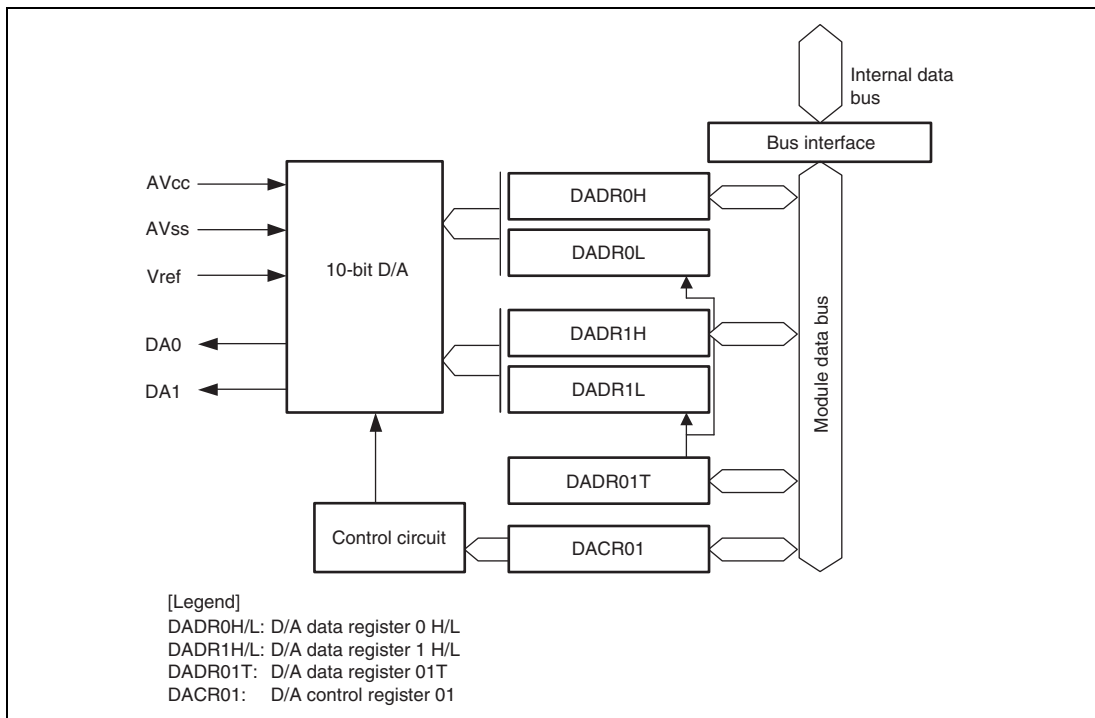 Internal data
bus
Bus interface
AVcc
AVss
Vref
DA0
DA1
10-bit D/A
DADR0H
DADR0L
DADR1H
DADR1L
DADR01T
DACR01
Control circuit
Module data bus
[Legend]
DADR0H/L: D/A data register 0 H/L
DADR1H/L: D/A data register 1 H/L
DADR01T: D/A data register 01T
DACR01: D/A control register 01